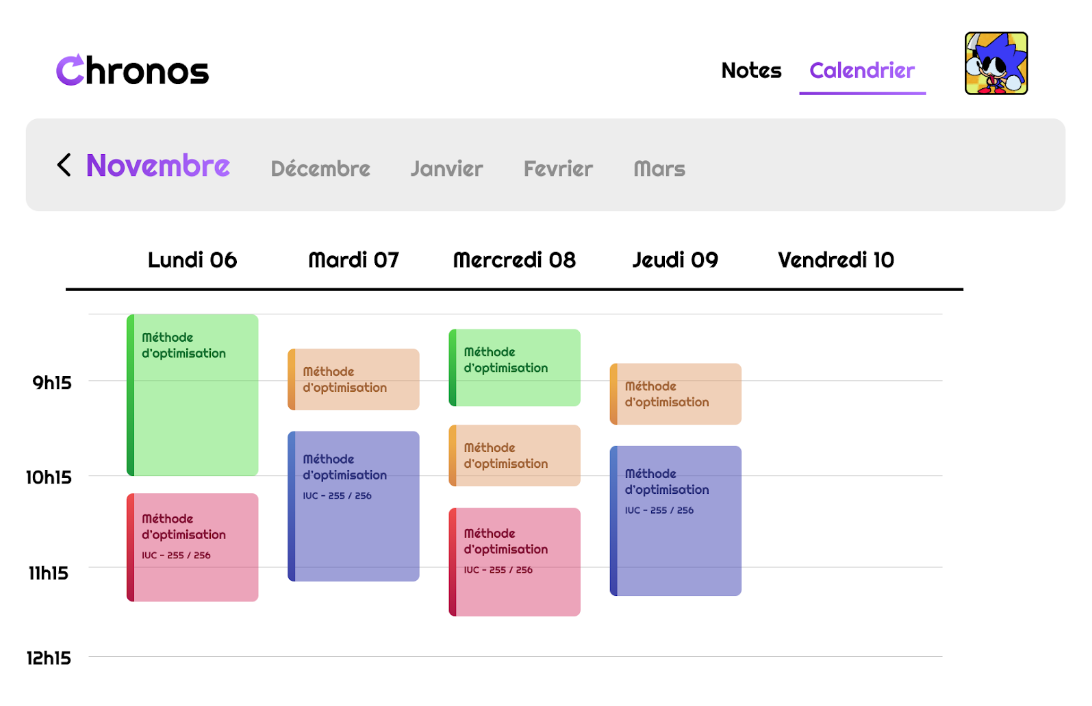 Chronos
Notes Calendrier
Novembre Décembre Janvier Fevrier Mars
Lundi 06 Mardi 07 Mercredi 08 Jeudi 09 Vendredi 10
Méthode
d'optimisation
Méthode
d'optimisation
IUC - 255 / 256
Méthode
d'optimisation
Méthode
d'optimisation
IUC - 255 / 256
Méthode
d'optimisation
Méthode
d'optimisation
Méthode
d'optimisation
IUC - 255 / 256
Méthode
d'optimisation
Méthode
d'optimisation
IUC - 255 / 256
9h15
10h15
11h15
12h15